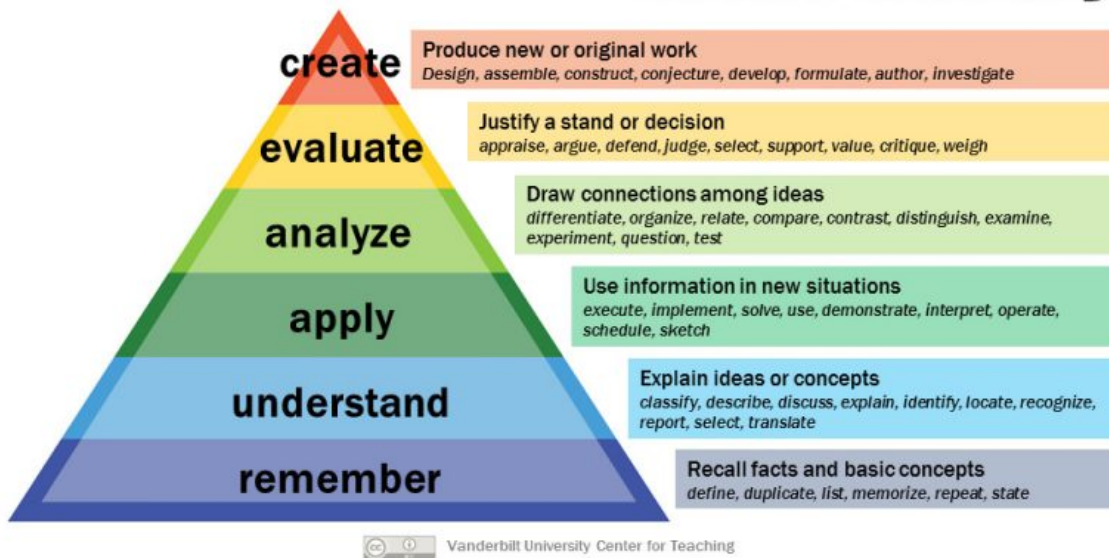 create
Produce new or original work
Design, assemble, construct, conjecture, develop, formulate, author, investigate
evaluate
Justify a stand or decision
appraise, argue, defend, judge, select, support, value, critique, weigh
analyze
Draw connections among ideas
differentiate, organize, relate, compare, contrast, distinguish, examine,
experiment, question, test
apply
Use information in new situations
execute, implement, solve, use, demonstrate, interpret, operate,
schedule, sketch
understand
Explain ideas or concepts
classify, describe, discuss, explain, identify, locate, recognize,
report, select, translate
remember
Recall facts and basic concepts
define, duplicate, list, memorize, repeat, state
cc
Vanderbilt University Center for Teaching